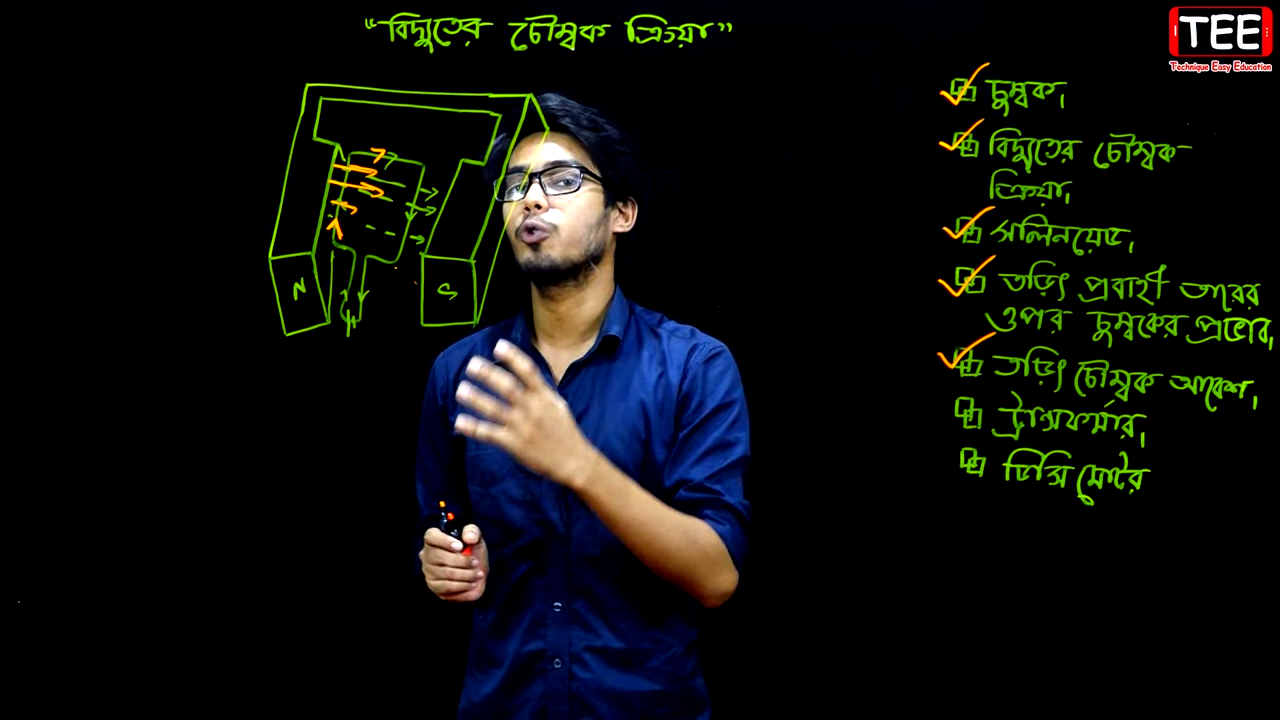 "বিদ্যুতের চৌম্বক ক্রিয়া"
TEE
Technique Easy Education
চুম্বক,
বিদ্যুতের চৌম্বক
ক্রিয়া,
সলিনয়েড,
তড়িৎ প্রবাহী তারের
ওপর চুম্বকের প্রভাব,
তড়িৎ চৌম্বক আবেশ,
ট্রান্সফর্মার,
ডিসি মোটর
N
S